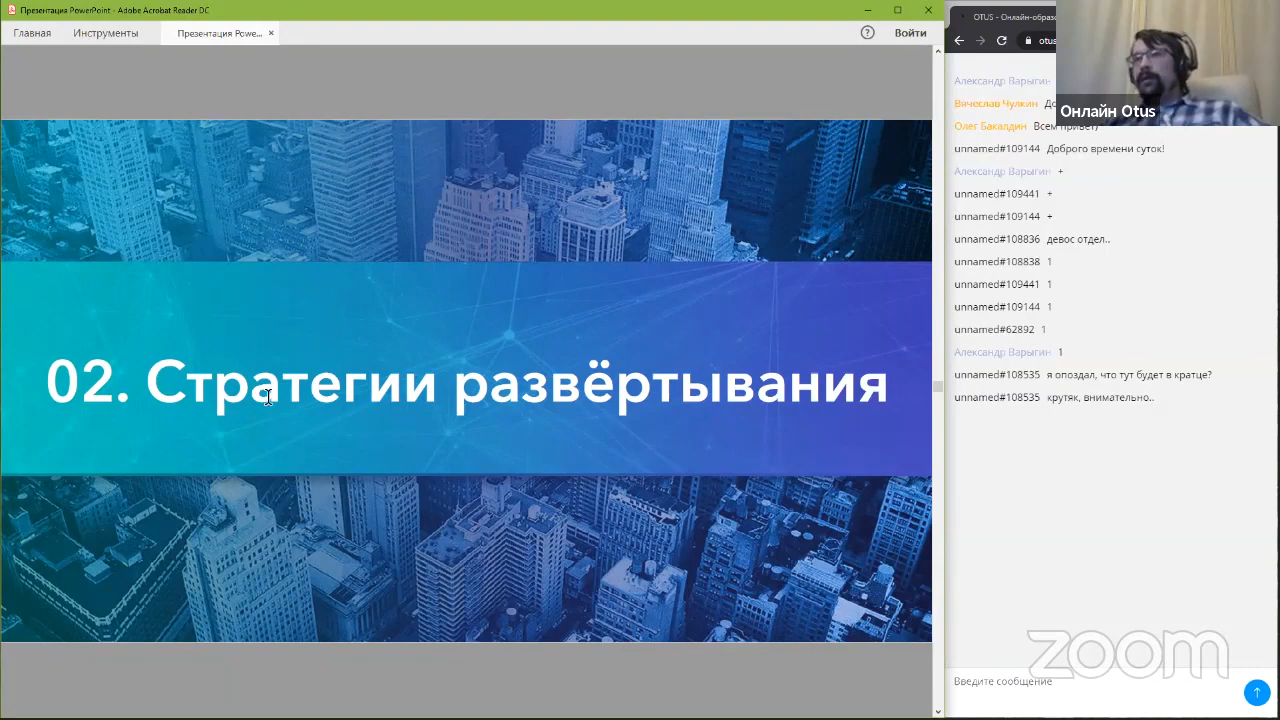 Презентация PowerPoint - Adobe Acrobat Reader DC
Главная
Инструменты
Презентация Powe...
Войти
02. Стратегии развёртывания
OTUS - Онлайн-образо
otus
Онлайн Otus
Александр Варыгин
Вячеслав Чулкин До
Олег Бакалдин Всем привет)
unnamed#109144 Доброго времени суток!
Александр Варыгин +
unnamed#109441 +
unnamed#109144 +
unnamed#108836 девос отдел..
unnamed#108838 1
unnamed#109441 1
unnamed#109144 1
unnamed#62892 1
Александр Варыгин 1
unnamed#108535 я опоздал, что тут будет в кратце?
unnamed#108535 крутяк, внимательно..
zoom
Введите сообщение